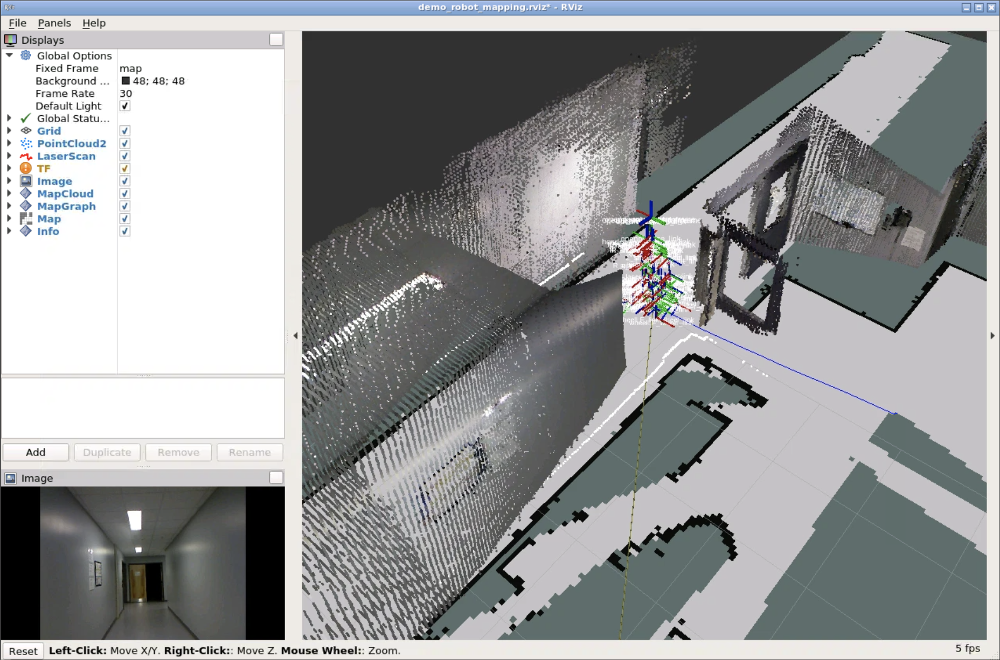 RViz
demo_robot_mapping.rviz* - RViz
File Panels Help
Displays
Global Options
Fixed Frame map
Background ... 48; 48; 48
Frame Rate 30
Default Light
Global Statu...
Grid
PointCloud2
LaserScan
TF
Image
MapCloud
MapGraph
Map
Info
Add Duplicate Remove Rename
Image
Reset Left-Click: Move X/Y. Right-Click:: Move Z. Mouse Wheel:: Zoom. 5 fps